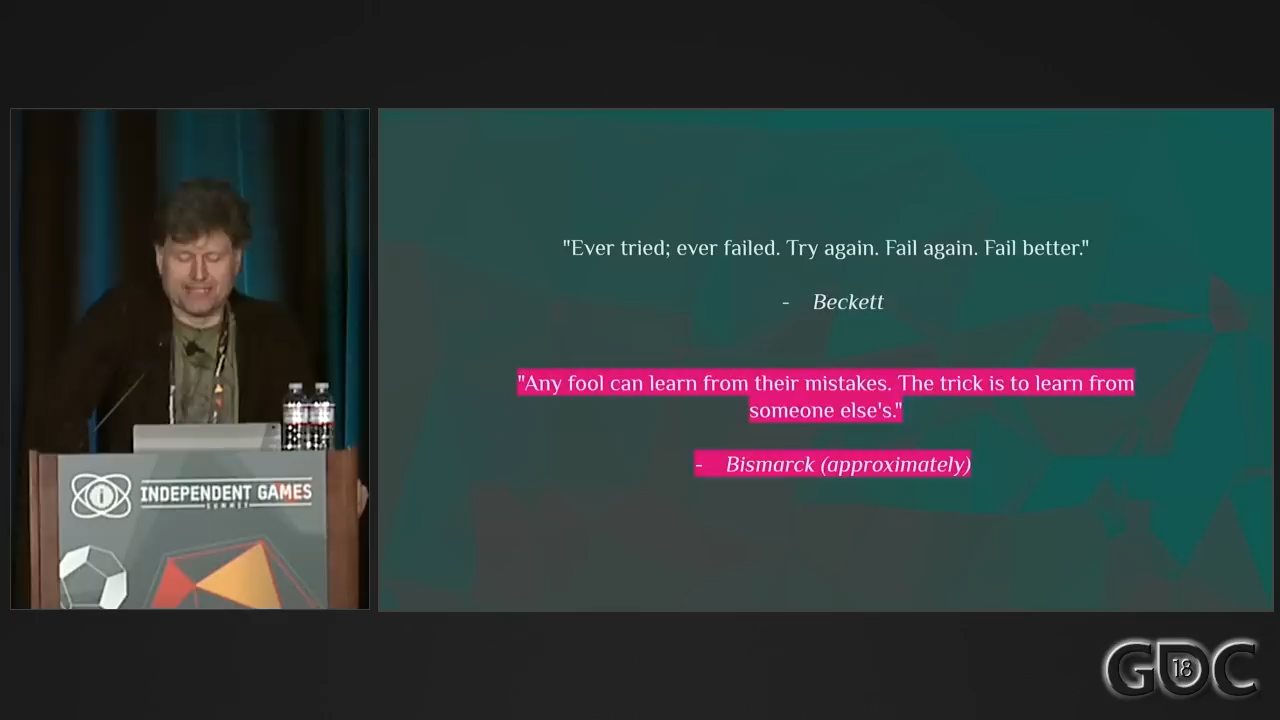 "Ever tried; ever failed. Try again. Fail again. Fail better."
- Beckett
"Any fool can learn from their mistakes. The trick is to learn from
someone else's."
- Bismarck (approximately)
INDEPENDENT GAMES
SUMMIT
GDC
18